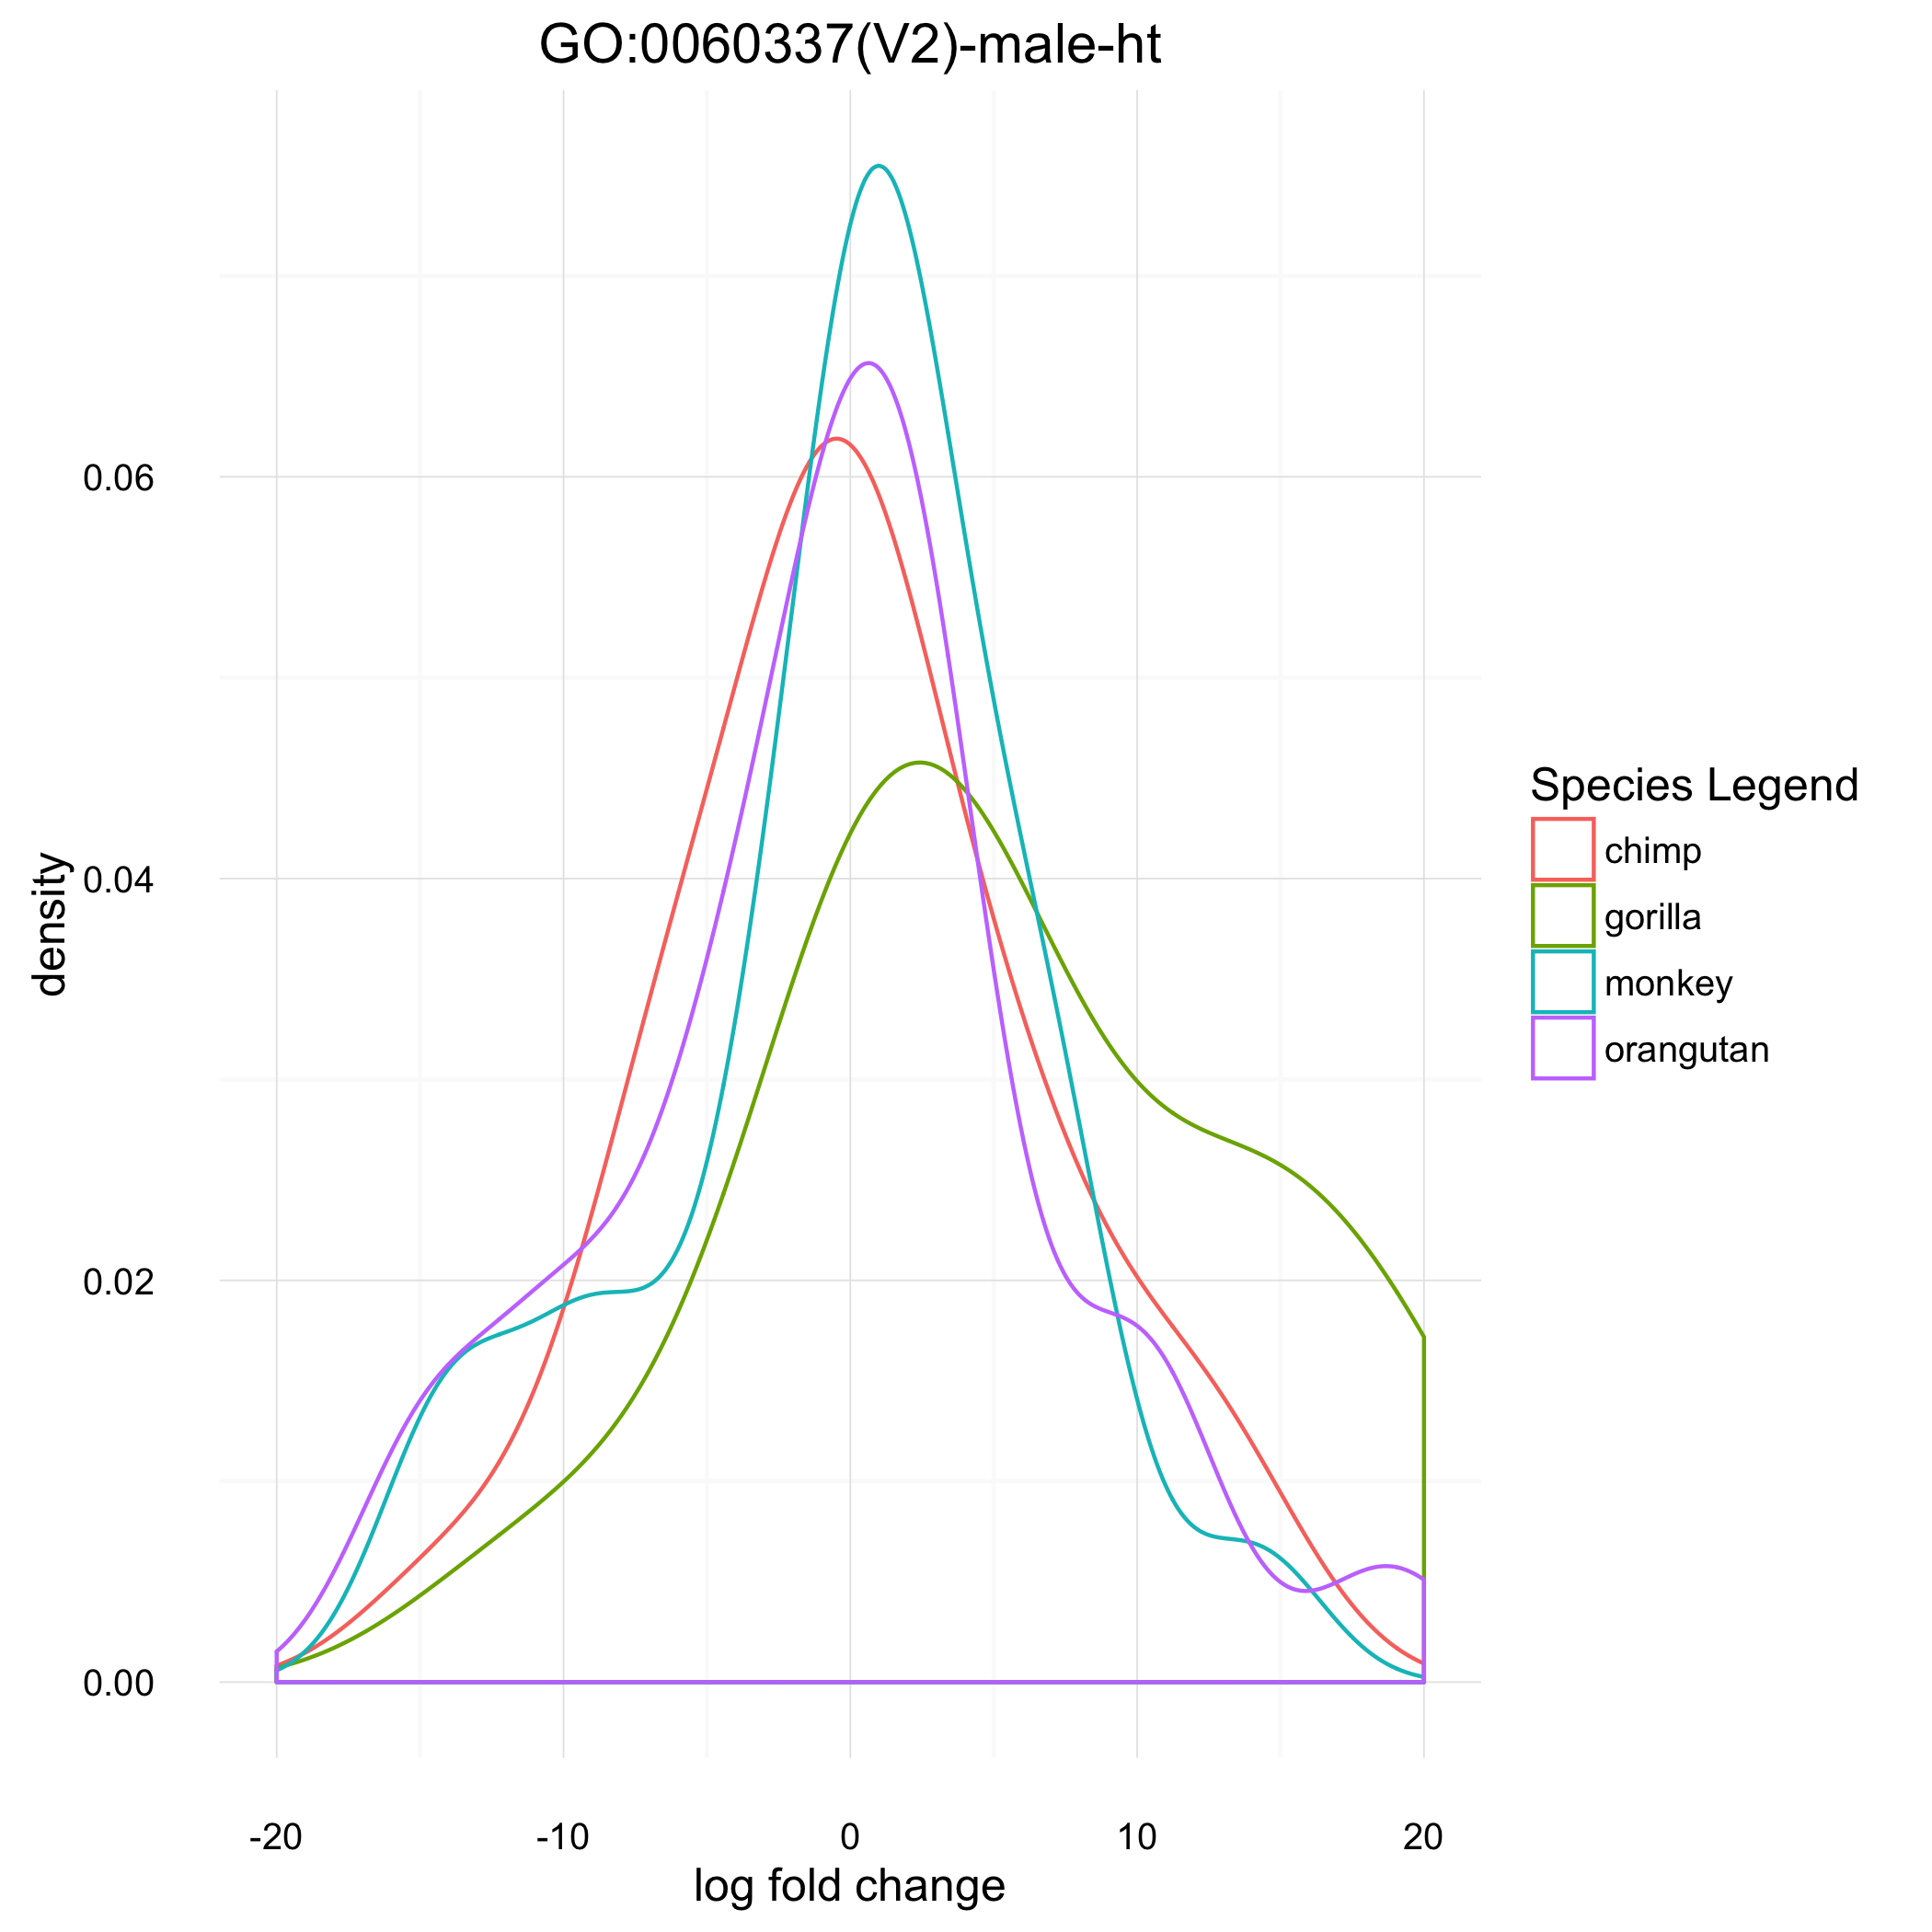 GO:0060337(V2)-male-ht
density
0.06
0.04
0.02
0.00
-20
-10
0
10
20
log fold change
Species Legend
chimp
gorilla
monkey
orangutan